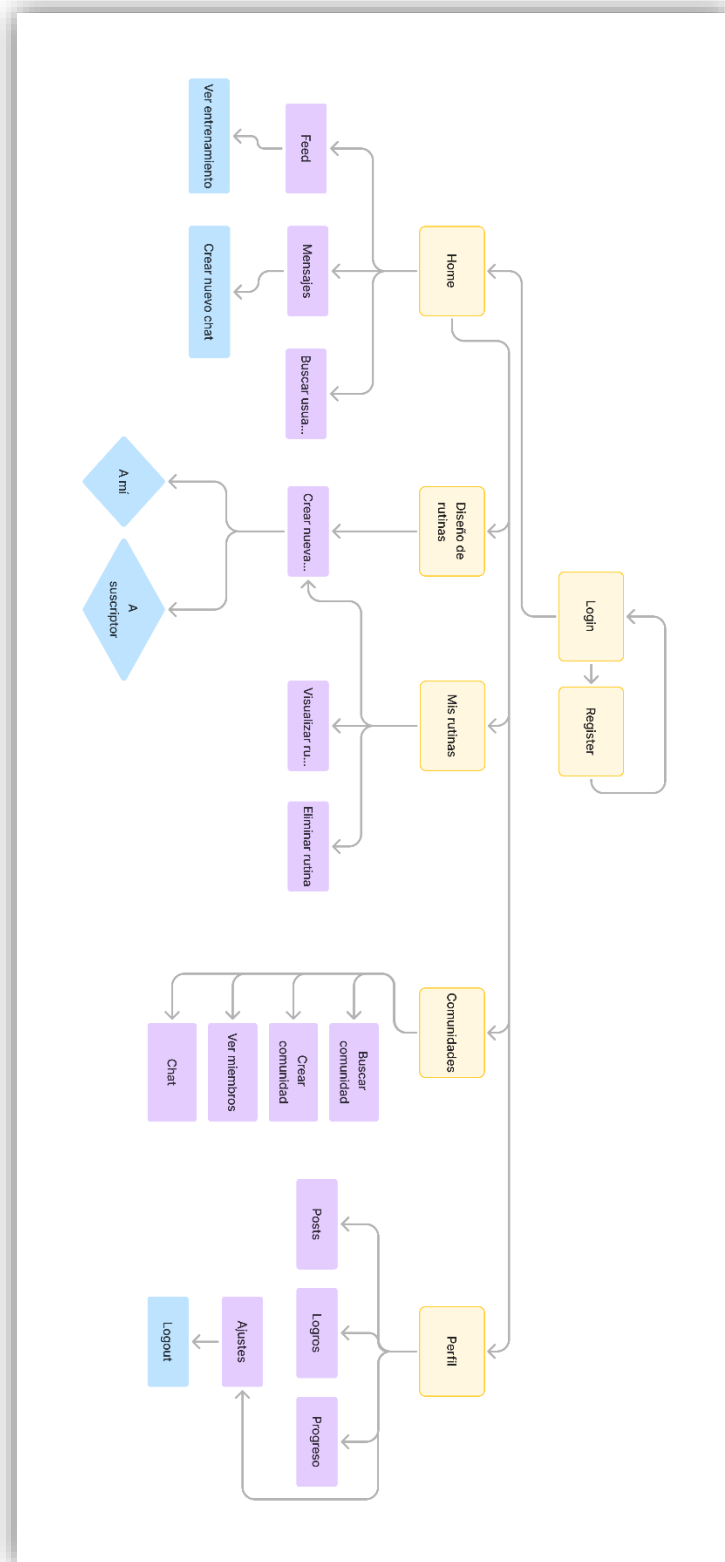 Login
Register
Home
Diseño de
rutinas
Mis rutinas
Comunidades
Perfil
Feed
Mensajes
Buscar usua...
Crear nueva...
Visualizar ru...
Eliminar rutina
Buscar
comunidad
Crear
comunidad
Ver miembros
Chat
Posts
Logros
Progreso
Ajustes
Ver entrenamiento
Crear nuevo chat
A mí
A
suscriptor
Logout